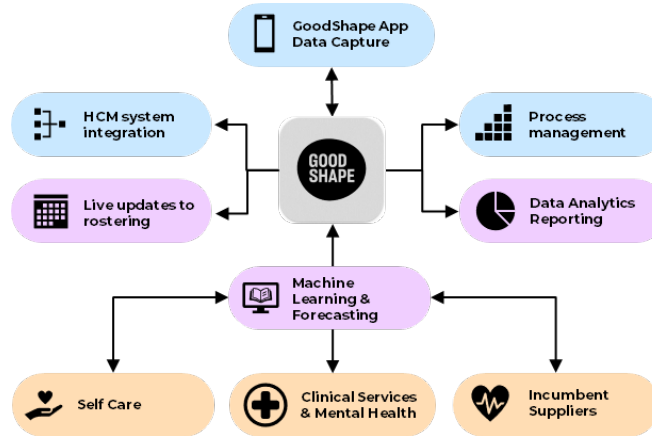 GoodShape App
Data Capture
HCM system
integration
Process
management
GOOD
SHAPE
Live updates to
rostering
Data Analytics
Reporting
Machine
Learning &
Forecasting
Self Care
Clinical Services
& Mental Health
Incumbent
Suppliers